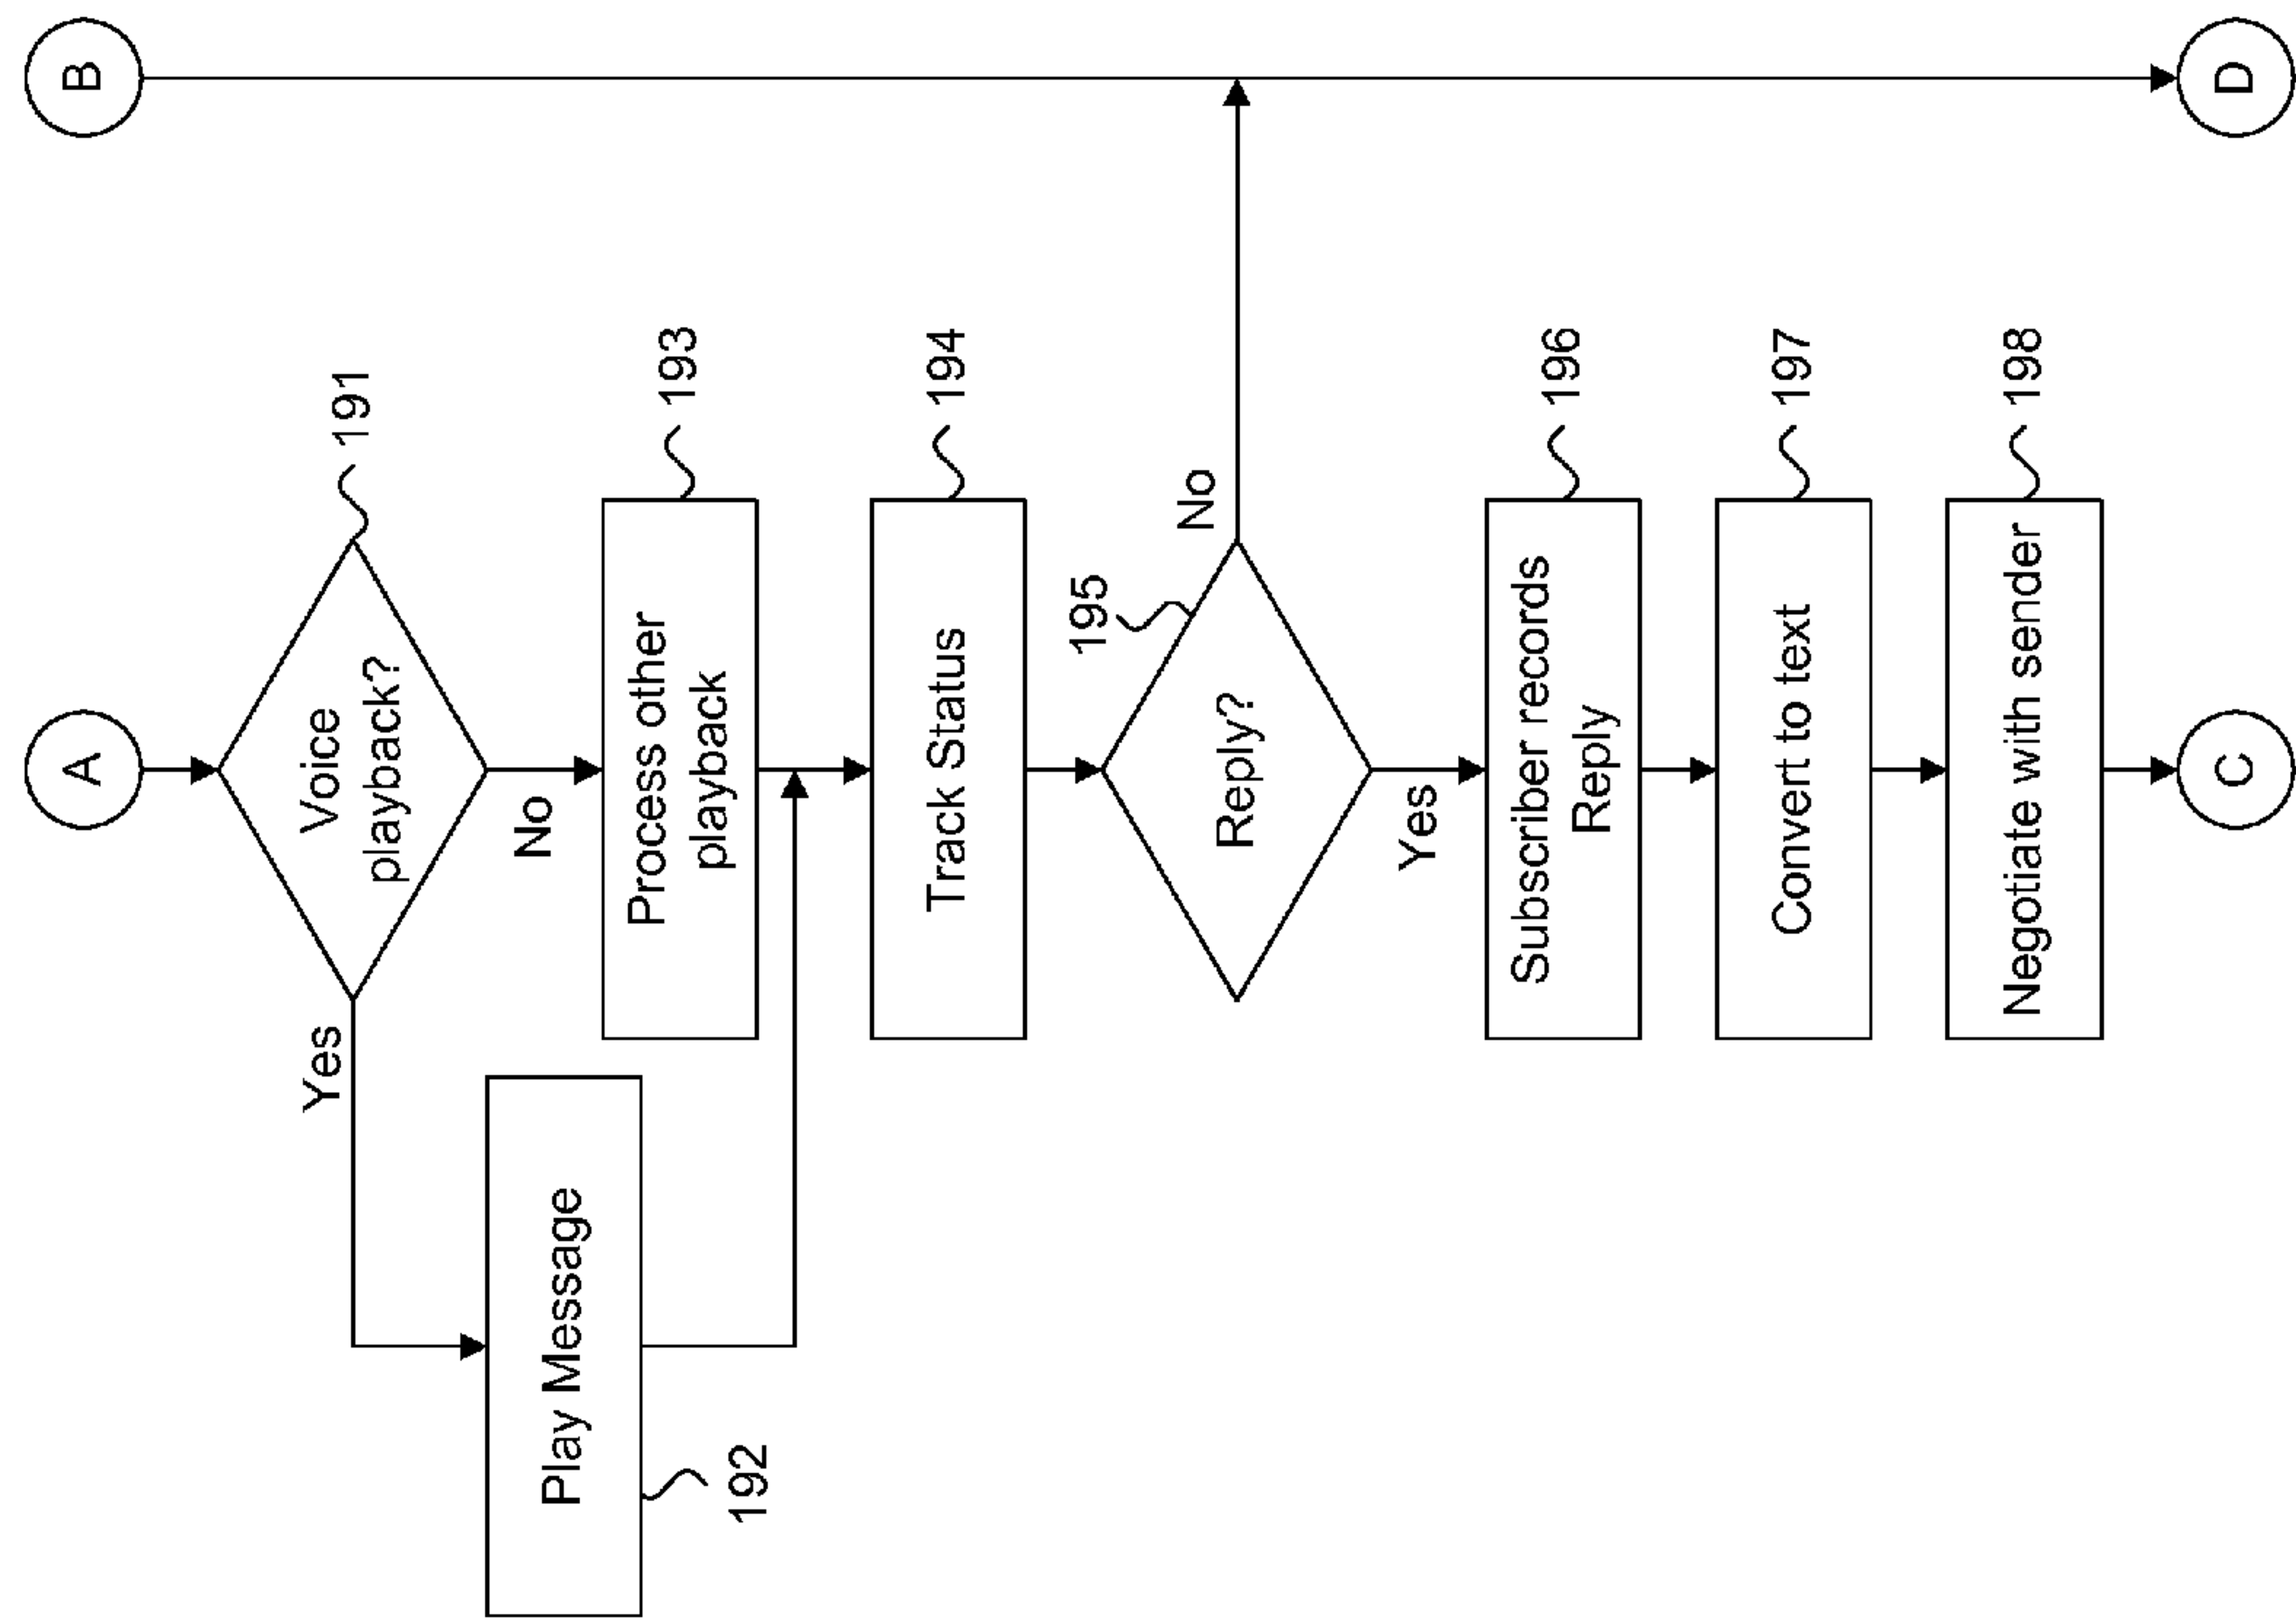 A
B
Voice
playback?
191
Yes
No
Play Message
192
Process other
playback
193
Track Status
194
195
Reply?
No
Yes
Subscriber records
Reply
196
Convert to text
197
Negotiate with sender
198
C
D